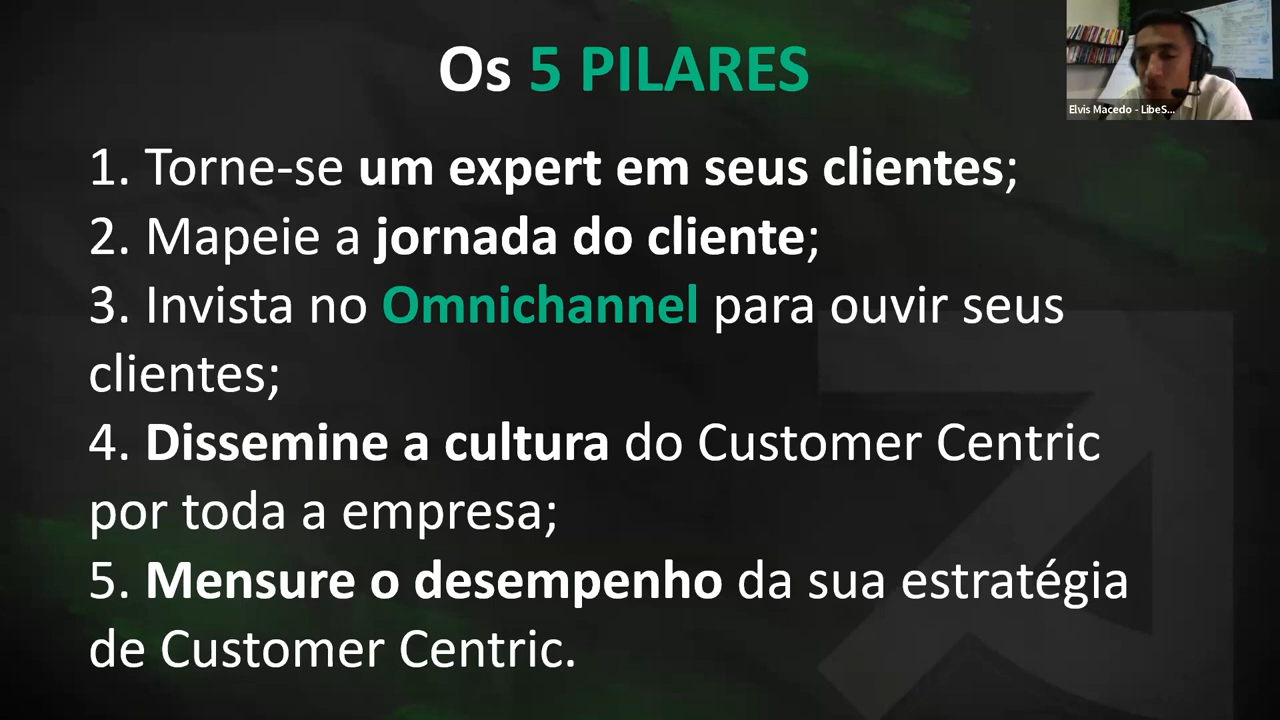 Os 5 PILARES
Elvis Macedo - LibeS...
1. Torne-se um expert em seus clientes;
2. Mapeie a jornada do cliente;
3. Invista no Omnichannel para ouvir seus
clientes;
4. Dissemine a cultura do Customer Centric
por toda a empresa;
5. Mensure o desempenho da sua estratégia
de Customer Centric.